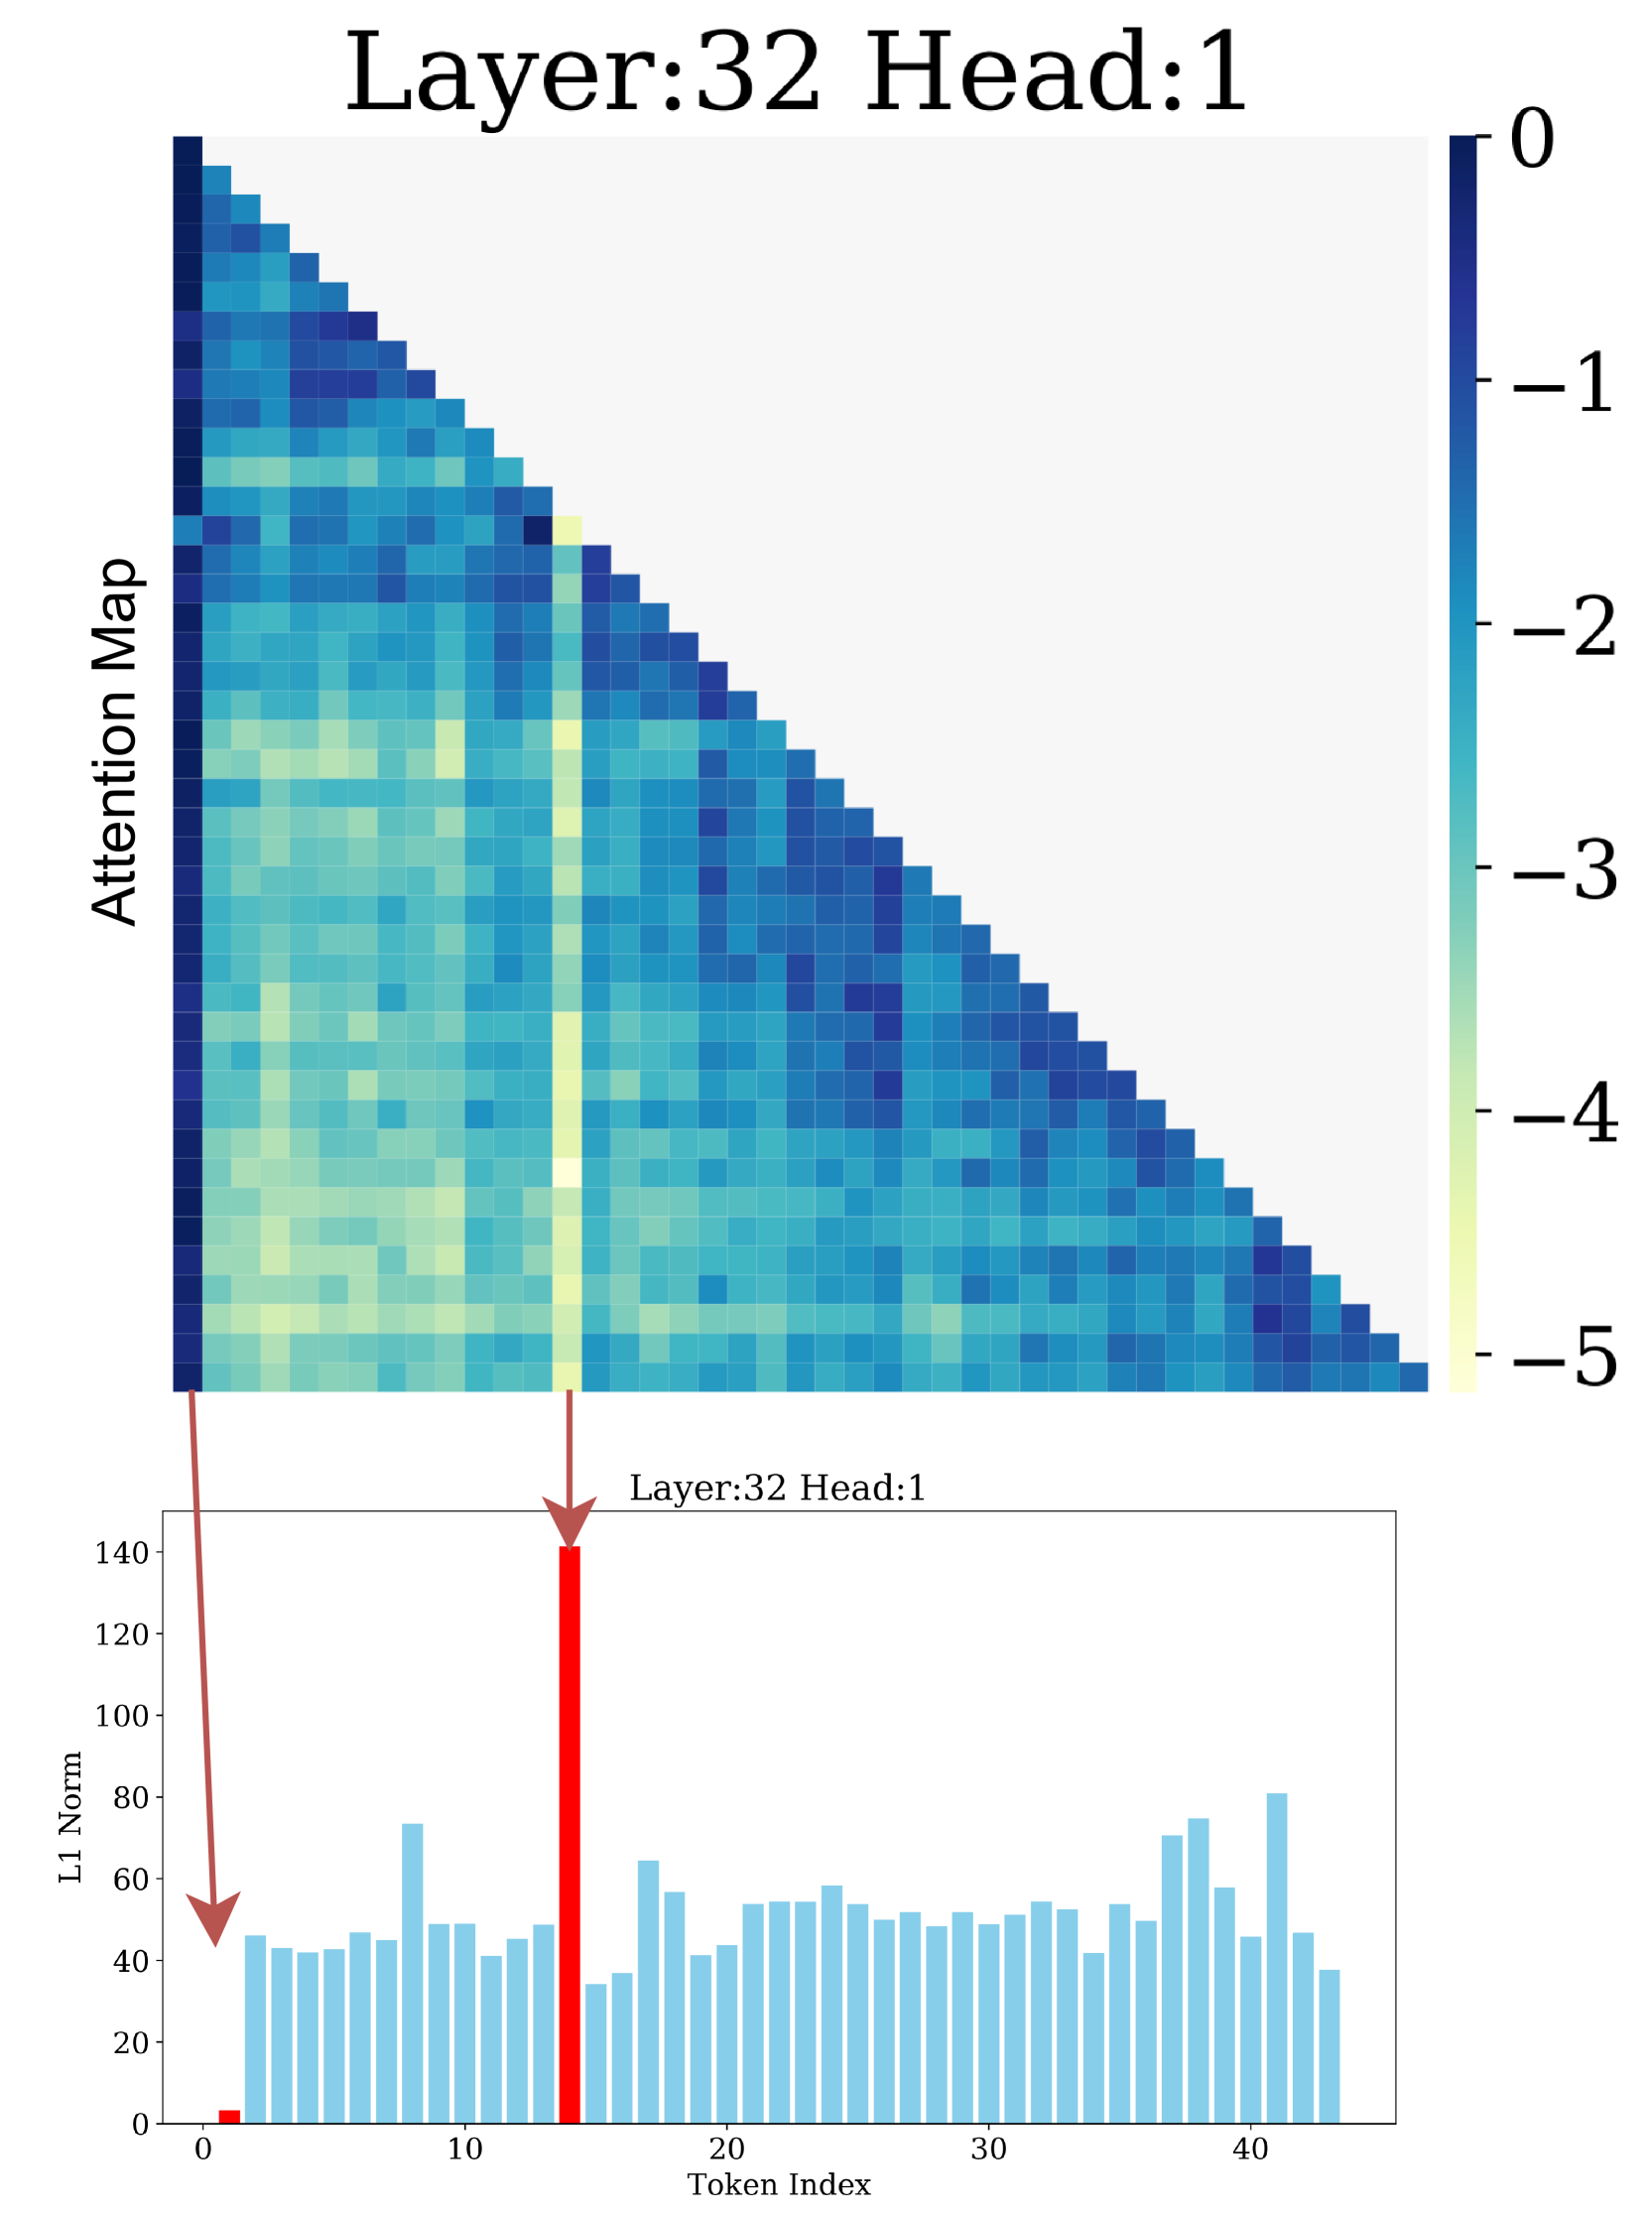 Layer:32 Head:1
0
−1
−2
−3
−4
−5
Attention Map
Layer:32 Head:1
140
120
100
80
60
40
20
0
L1 Norm
0 10 20 30 40
Token Index